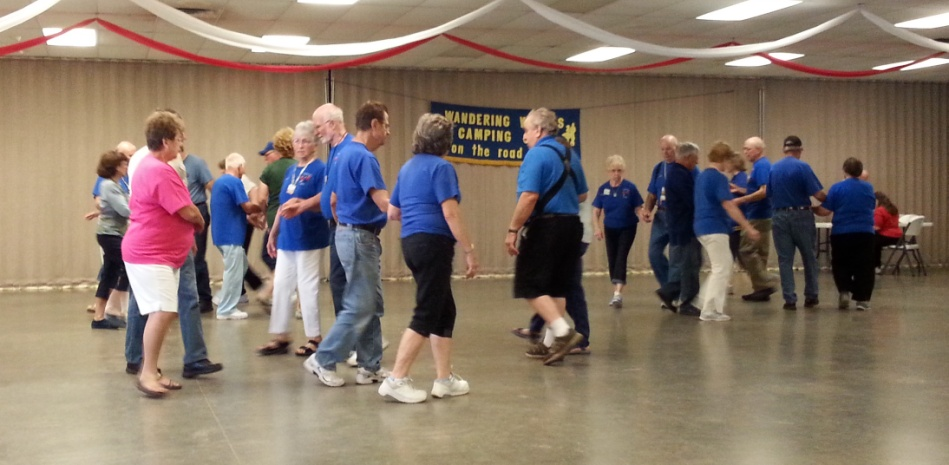 WANDERING
CAMPING
on the road